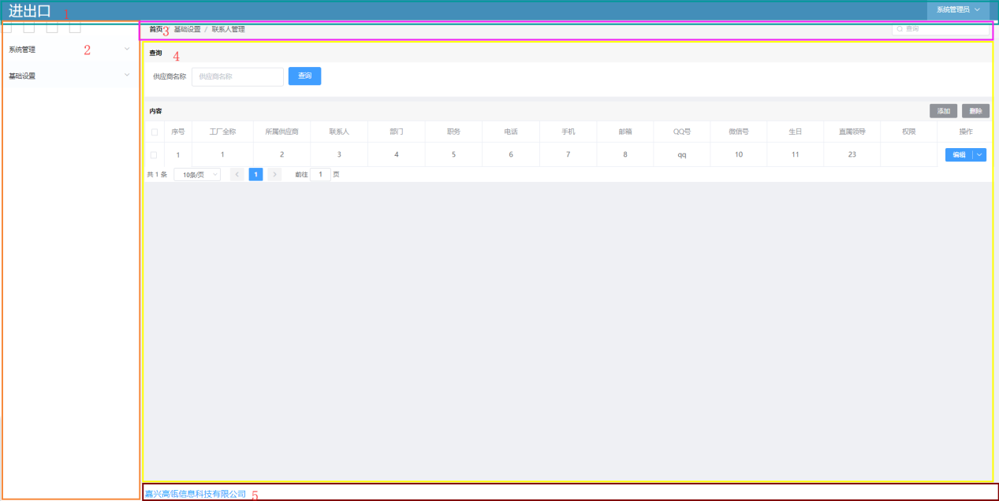 进出口 1 系统管理员
首页 3 基础设置 / 联系人管理 查询
系统管理 2
基础设置
查询 4
供应商名称 供应商名称 查询
内容 添加 删除
序号 工厂全称 所属供应商 联系人 部门 职务 电话 手机 邮箱 QQ号 微信号 生日 直属领导 权限 操作
1 1 2 3 4 5 6 7 8 qq 10 11 23 编辑
共 1 条 10条/页 < 1 > 前往 1 页
嘉兴高瓴信息科技有限公司 5